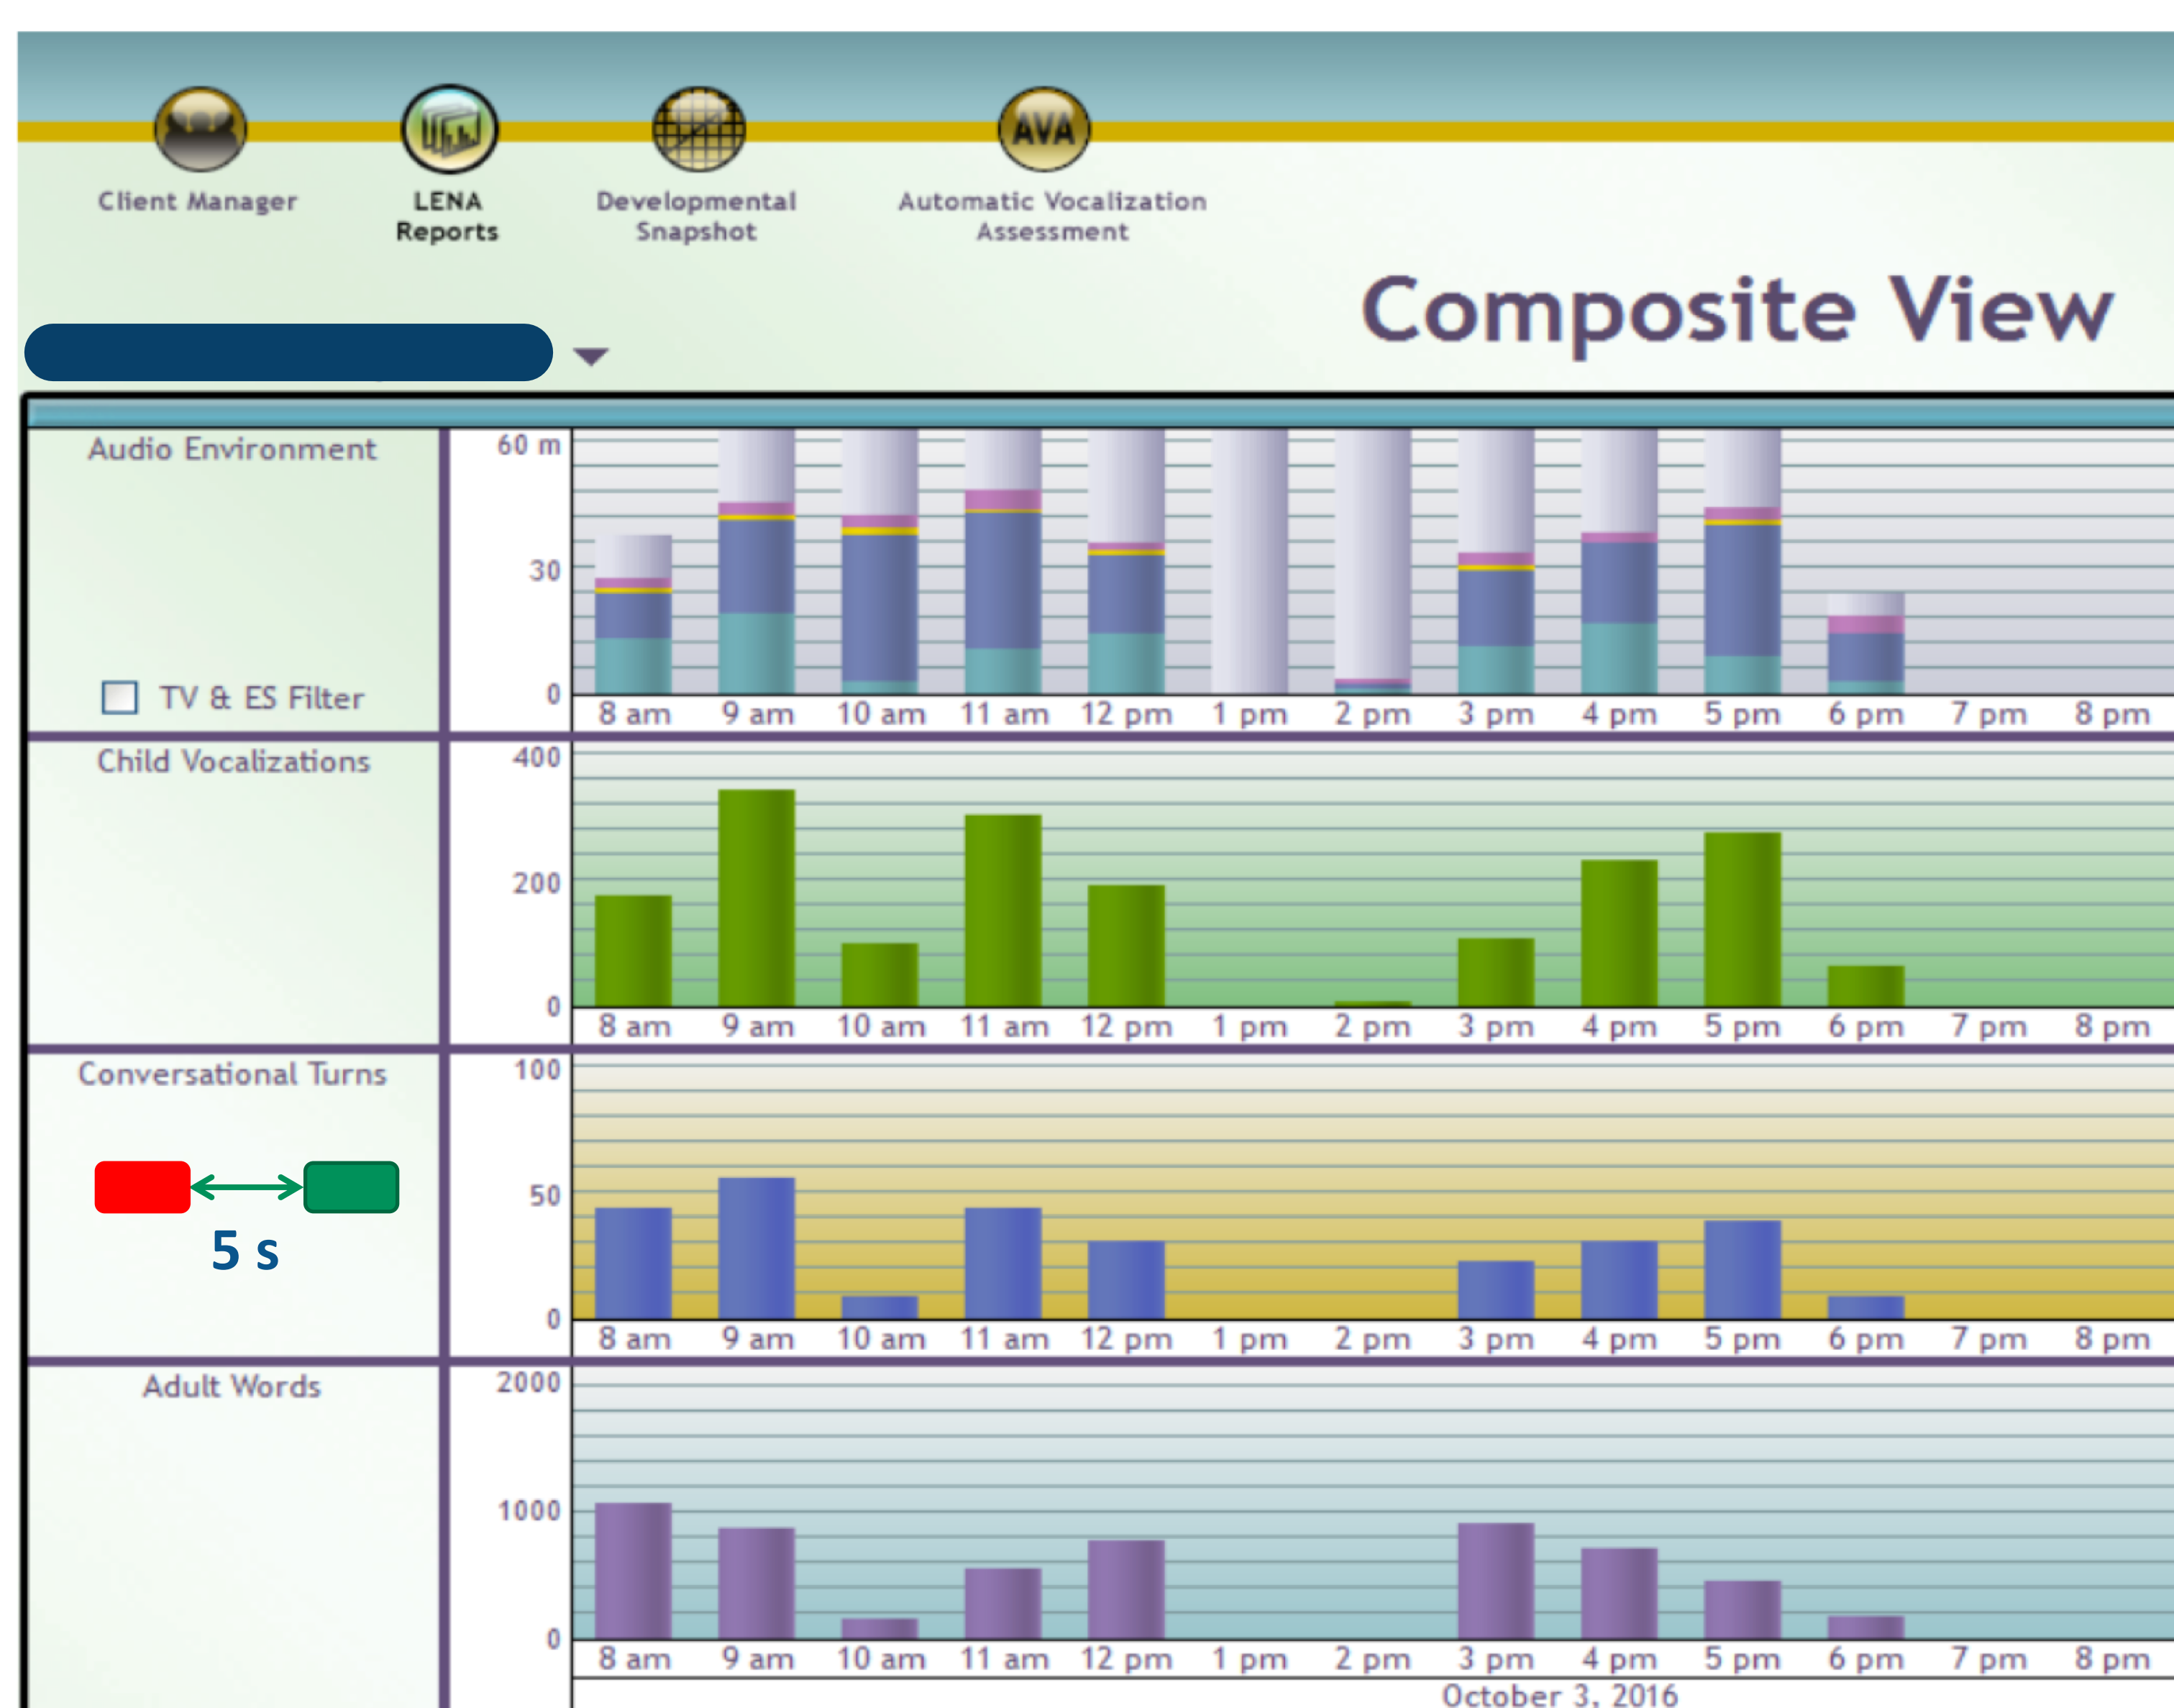 AVA
Client Manager
LENA
Reports
Developmental
Snapshot
Automatic Vocalization
Assessment
Composite View
Audio Environment
60 m
30
0
TV & ES Filter
8 am 9 am 10 am 11 am 12 pm 1 pm 2 pm 3 pm 4 pm 5 pm 6 pm 7 pm 8 pm
Child Vocalizations
400
200
0
8 am 9 am 10 am 11 am 12 pm 1 pm 2 pm 3 pm 4 pm 5 pm 6 pm 7 pm 8 pm
Conversational Turns
100
50
5 s
0
8 am 9 am 10 am 11 am 12 pm 1 pm 2 pm 3 pm 4 pm 5 pm 6 pm 7 pm 8 pm
Adult Words
2000
1000
0
8 am 9 am 10 am 11 am 12 pm 1 pm 2 pm 3 pm 4 pm 5 pm 6 pm 7 pm 8 pm
October 3, 2016